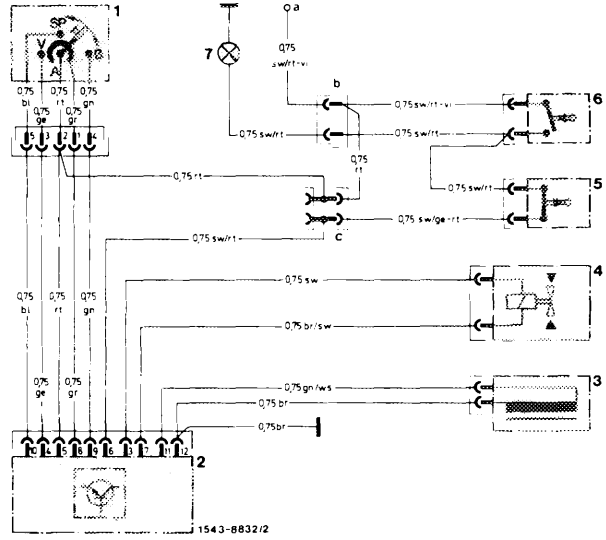 1
SP
V
A
a
7
0,75
sw/rt-vi
b
0,75 sw/rt-vi
6
0,75
bl
0,75
ge
0,75
rt
0,75
gr
0,75
gn
5 3 2 1 4
0,75 sw/rt
0,75 sw/rt
0,75
rt
0,75 rt
0,75 sw/rt
5
c
0,75 sw/ge-rt
0,75 sw/rt
0,75 sw
4
0,75
bl
0,75
rt
0,75
gn
0,75 br/sw
0,75
ge
0,75
gr
0,75 gn/ws
3
0,75 br
0,75 br
10 4 5 8 9 6 3 7 11 12
2
1543-8832/2